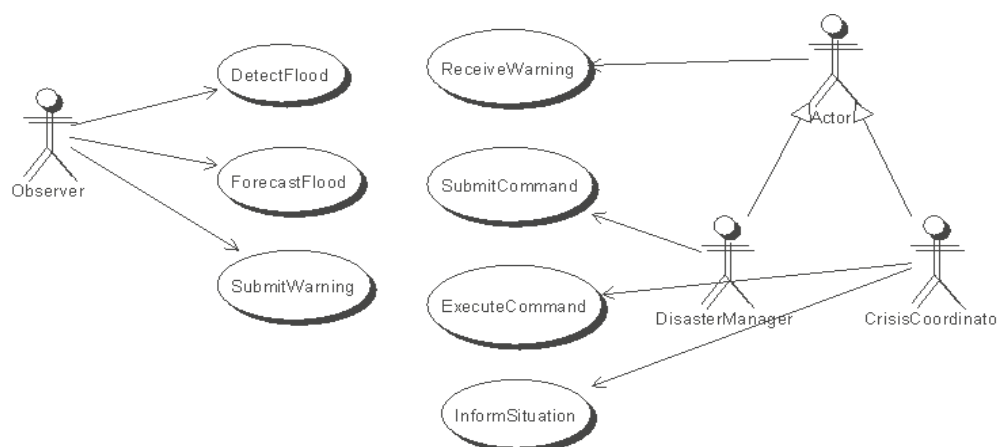 DetectFlood
ReceiveWarning
Actor
Observer
ForecastFlood
SubmitCommand
SubmitWarning
ExecuteCommand
DisasterManager
CrisisCoordinato
InformSituation